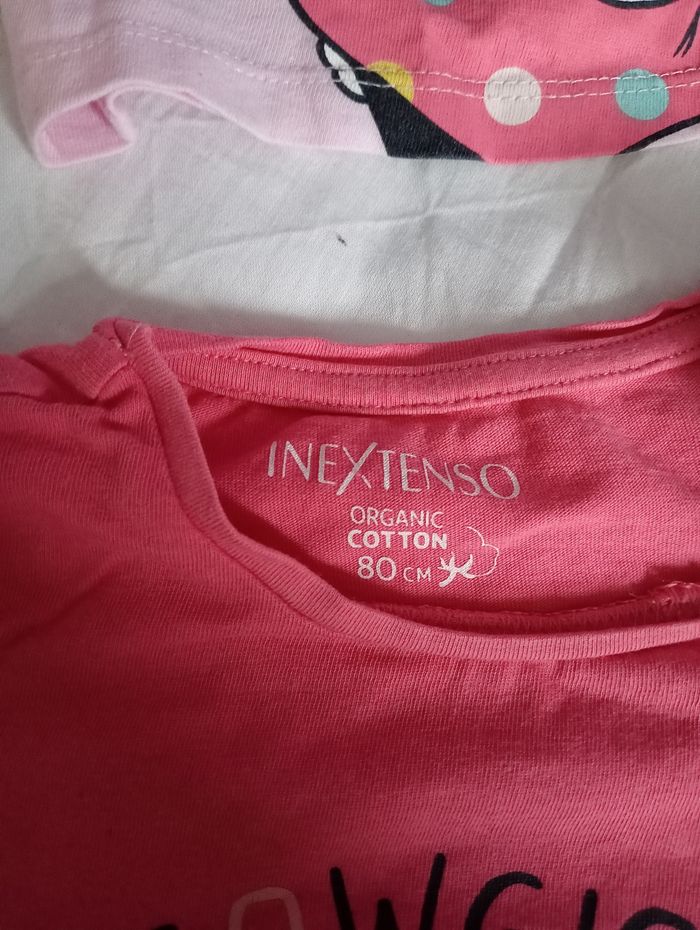 INEXTENSO
ORGANIC
COTTON
80 CM